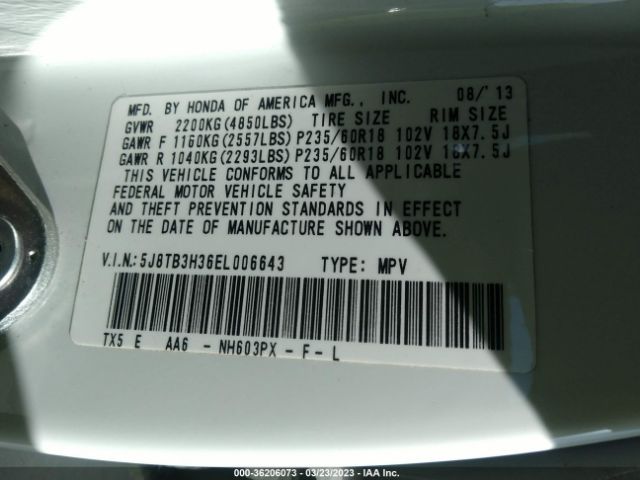 MFD. BY HONDA OF AMERICA MFG., INC. 08/'13
GVWR 2200KG(4850LBS) TIRE SIZE RIM SIZE
GAWR F 1160KG(2557LBS) P235/60R18 102V 18X7.5J
GAWR R 1040KG(2293LBS) P235/60R18 102V 18X7.5J
THIS VEHICLE CONFORMS TO ALL APPLICABLE
FEDERAL MOTOR VEHICLE SAFETY
AND THEFT PREVENTION STANDARDS IN EFFECT
ON THE DATE OF MANUFACTURE SHOWN ABOVE.
V.I.N.:5J8TB3H36EL006643 TYPE: MPV
TX5 E AA6 - NH603PX - F - L
000-36206073 - 03/23/2023 - IAA Inc.